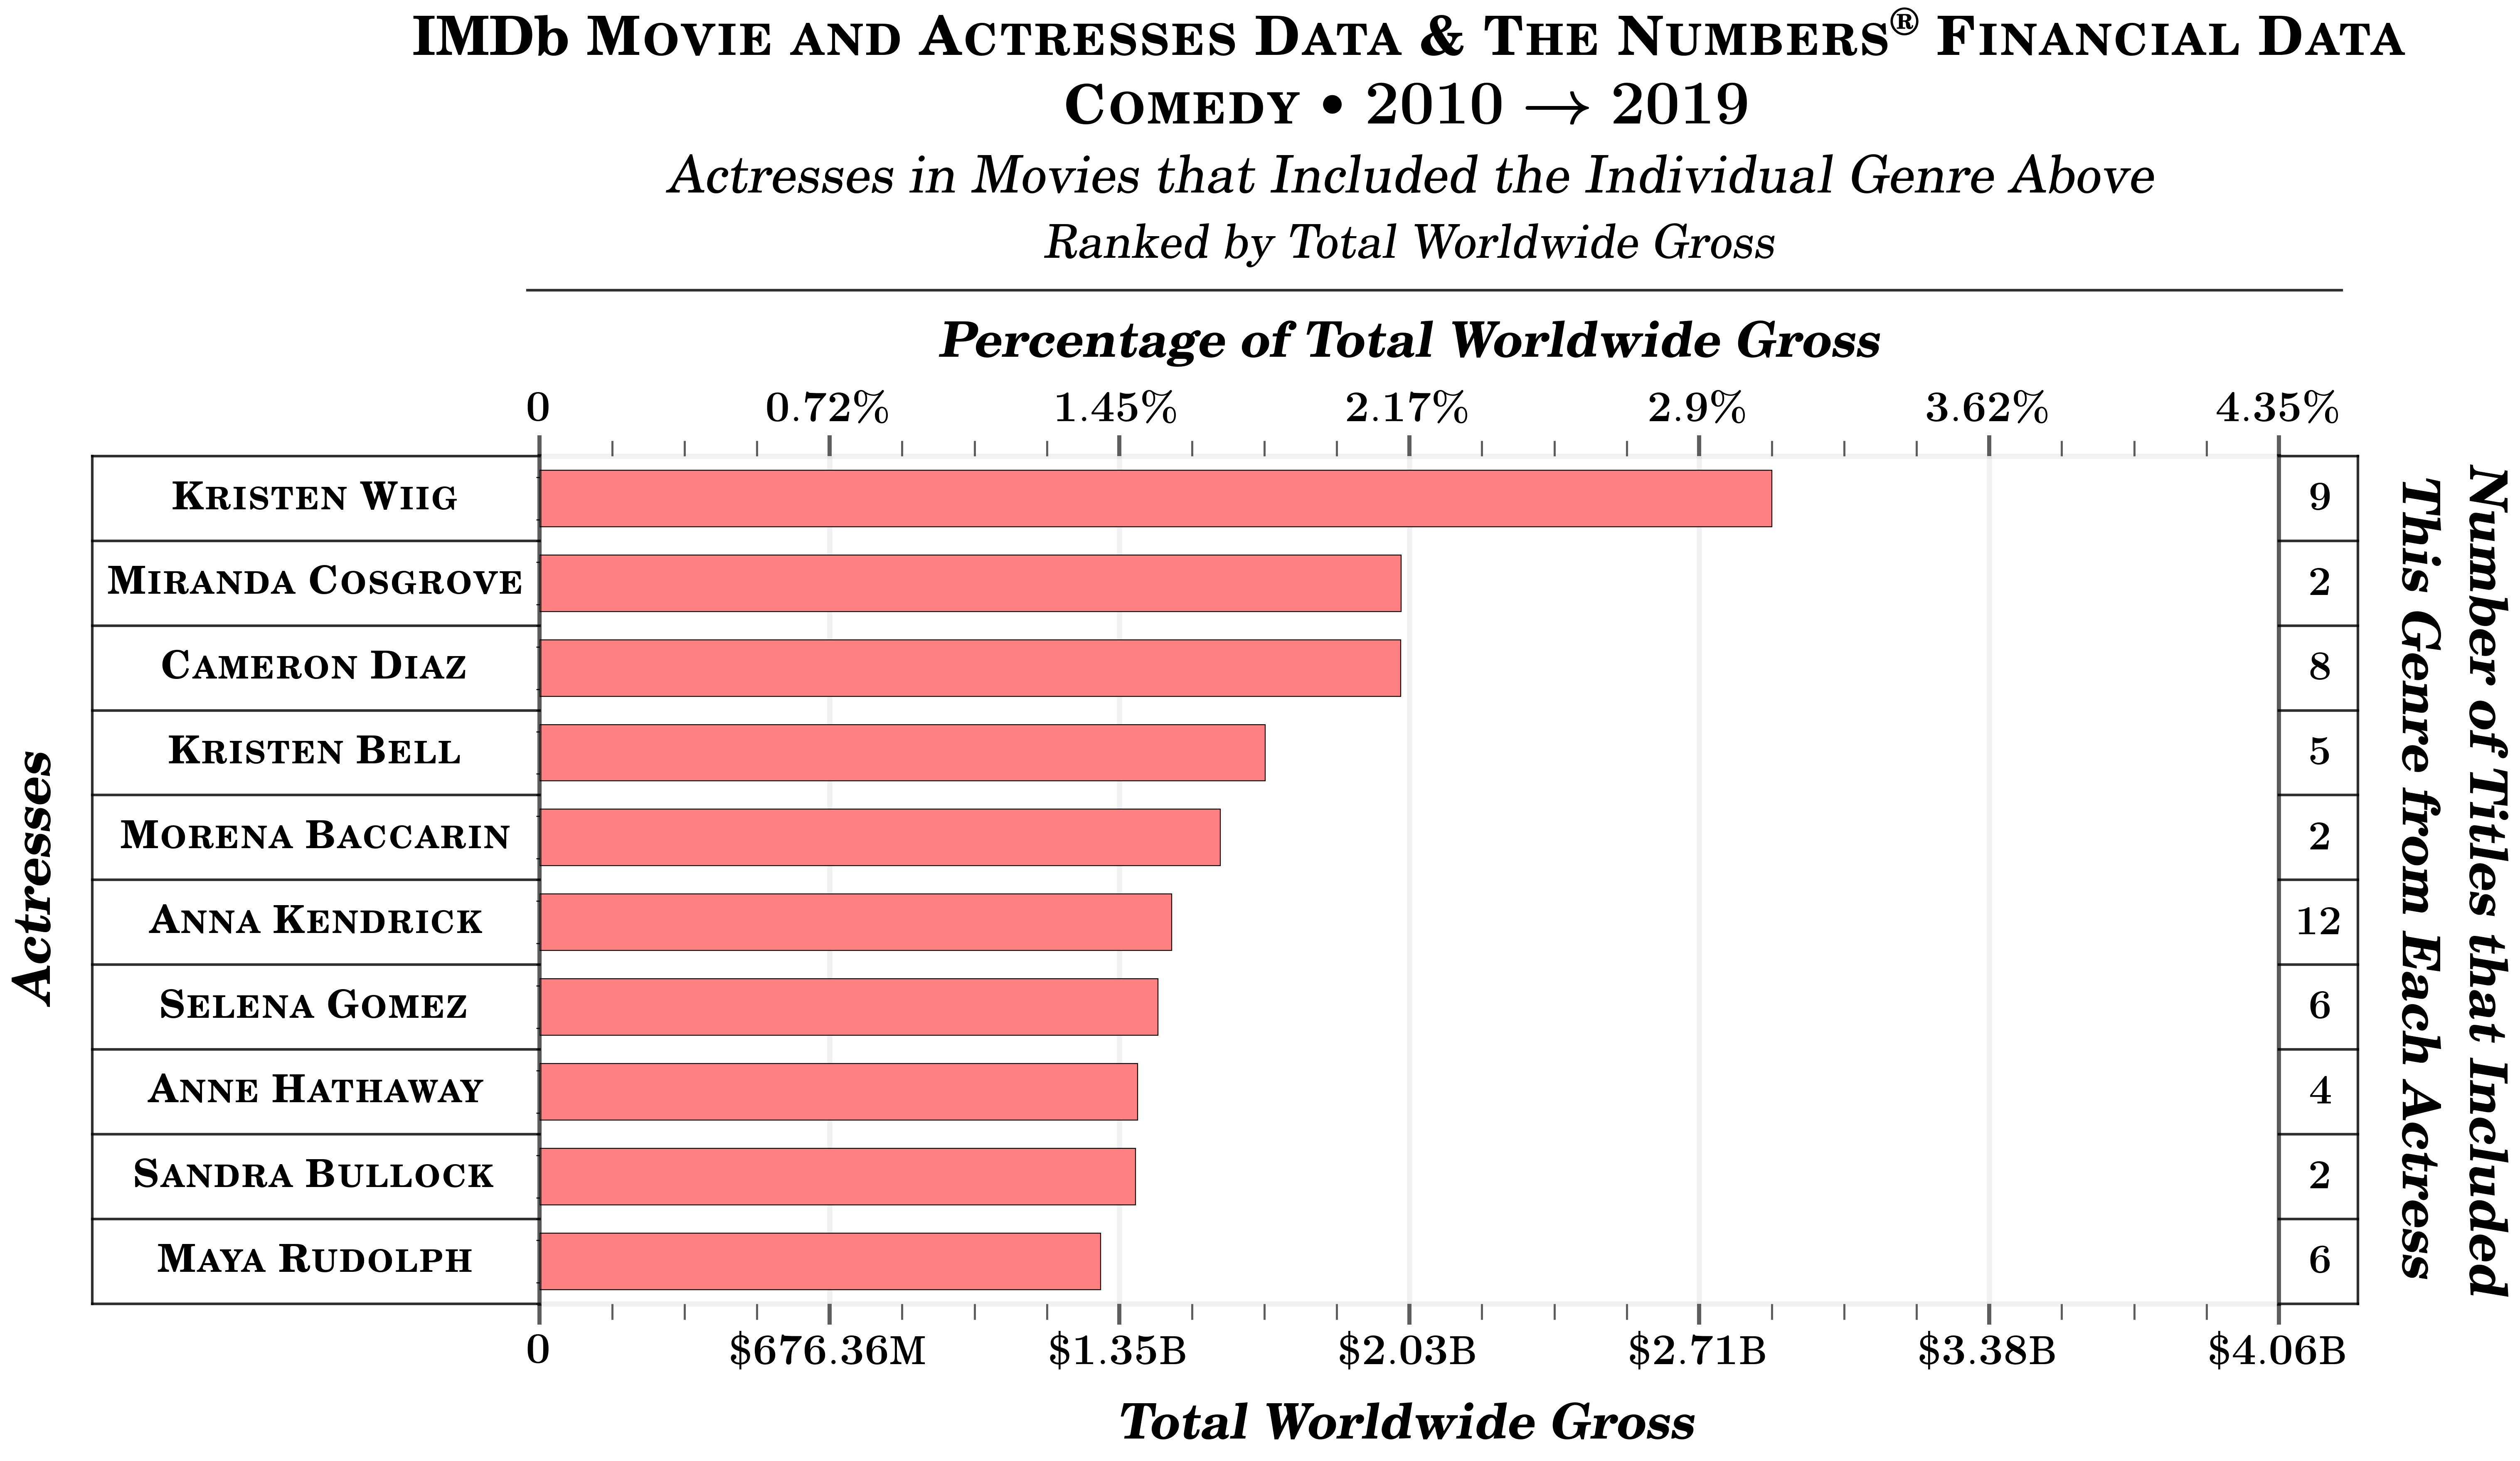 IMDb Movie and Actresses Data & The Numbers® Financial Data
Comedy • 2010 → 2019
Actresses in Movies that Included the Individual Genre Above
Ranked by Total Worldwide Gross
Percentage of Total Worldwide Gross
0 0.72% 1.45% 2.17% 2.9% 3.62% 4.35%
Actresses
Kristen Wiig 9
Miranda Cosgrove 2
Cameron Diaz 8
Kristen Bell 5
Morena Baccarin 2
Anna Kendrick 12
Selena Gomez 6
Anne Hathaway 4
Sandra Bullock 2
Maya Rudolph 6
Number of Titles that Included
This Genre from Each Actress
0 $676.36M $1.35B $2.03B $2.71B $3.38B $4.06B
Total Worldwide Gross